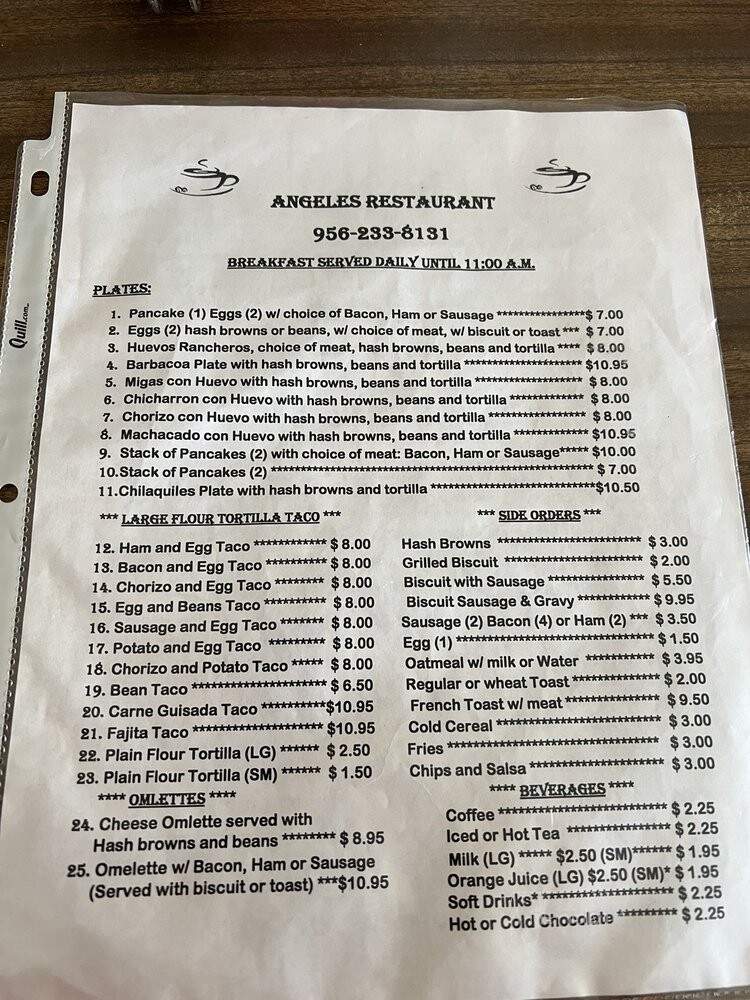 Quill.com
ANGELES RESTAURANT
956-233-8131
BREAKFAST SERVED DAILY UNTIL 11:00 A.M.
PLATES:
1. Pancake (1) Eggs (2) w/ choice of Bacon, Ham or Sausage ****************$ 7.00
2. Eggs (2) hash browns or beans, w/ choice of meat, w/ biscuit or toast *** $ 7.00
3. Huevos Rancheros, choice of meat, hash browns, beans and tortilla **** $ 8.00
4. Barbacoa Plate with hash browns, beans and tortilla ********************* $10.95
5. Migas con Huevo with hash browns, beans and tortilla ******************* $ 8.00
6. Chicharron con Huevo with hash browns, beans and tortilla ************* $ 8.00
7. Chorizo con Huevo with hash browns, beans and tortilla ***************** $ 8.00
8. Machacado con Huevo with hash browns, beans and tortilla ************* $10.95
9. Stack of Pancakes (2) with choice of meat: Bacon, Ham or Sausage***** $10.00
10.Stack of Pancakes (2) ********************************************************* $ 7.00
11.Chilaquiles Plate with hash browns and tortilla *****************************$10.50
*** LARGE FLOUR TORTILLA TACO ***
12. Ham and Egg Taco ************ $ 8.00
13. Bacon and Egg Taco ********** $ 8.00
14. Chorizo and Egg Taco ******** $ 8.00
15. Egg and Beans Taco ********** $ 8.00
16. Sausage and Egg Taco ******* $ 8.00
17. Potato and Egg Taco ********* $ 8.00
18. Chorizo and Potato Taco ***** $ 8.00
19. Bean Taco ********************** $ 6.50
20. Carne Guisada Taco ***********$10.95
21. Fajita Taco ********************* $10.95
22. Plain Flour Tortilla (LG) ****** $ 2.50
23. Plain Flour Tortilla (SM) ****** $ 1.50
**** OMLETTES ****
24. Cheese Omlette served with
Hash browns and beans ******** $ 8.95
25. Omelette w/ Bacon, Ham or Sausage
(Served with biscuit or toast) ***$10.95
*** SIDE ORDERS ***
Hash Browns ************************ $ 3.00
Grilled Biscuit *********************** $ 2.00
Biscuit with Sausage **************** $ 5.50
Biscuit Sausage & Gravy ************ $ 9.95
Sausage (2) Bacon (4) or Ham (2) *** $ 3.50
Egg (1) ******************************** $ 1.50
Oatmeal w/ milk or Water *********** $ 3.95
Regular or wheat Toast ************** $ 2.00
French Toast w/ meat **************** $ 9.50
Cold Cereal *************************** $ 3.00
Fries *********************************** $ 3.00
Chips and Salsa ********************** $ 3.00
**** BEVERAGES ****
Coffee **************************** $ 2.25
Iced or Hot Tea ***************** $ 2.25
Milk (LG) ***** $2.50 (SM)****** $ 1.95
Orange Juice (LG) $2.50 (SM)* $ 1.95
Soft Drinks* ********************** $ 2.25
Hot or Cold Chocolate ********* $ 2.25